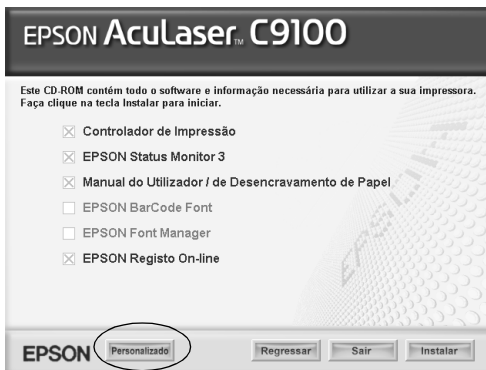 EPSON AcuLaser™ C9100
Este CD-ROM contém todo o software e informação necessária para utilizar a sua impressora.
Faça clique na tecla Instalar para iniciar.
Controlador de Impressão
EPSON Status Monitor 3
Manual do Utilizador / de Desencravamento de Papel
EPSON BarCode Font
EPSON Font Manager
EPSON Registo On-line
EPSON
EPSON Personalizado Regressar Sair Instalar